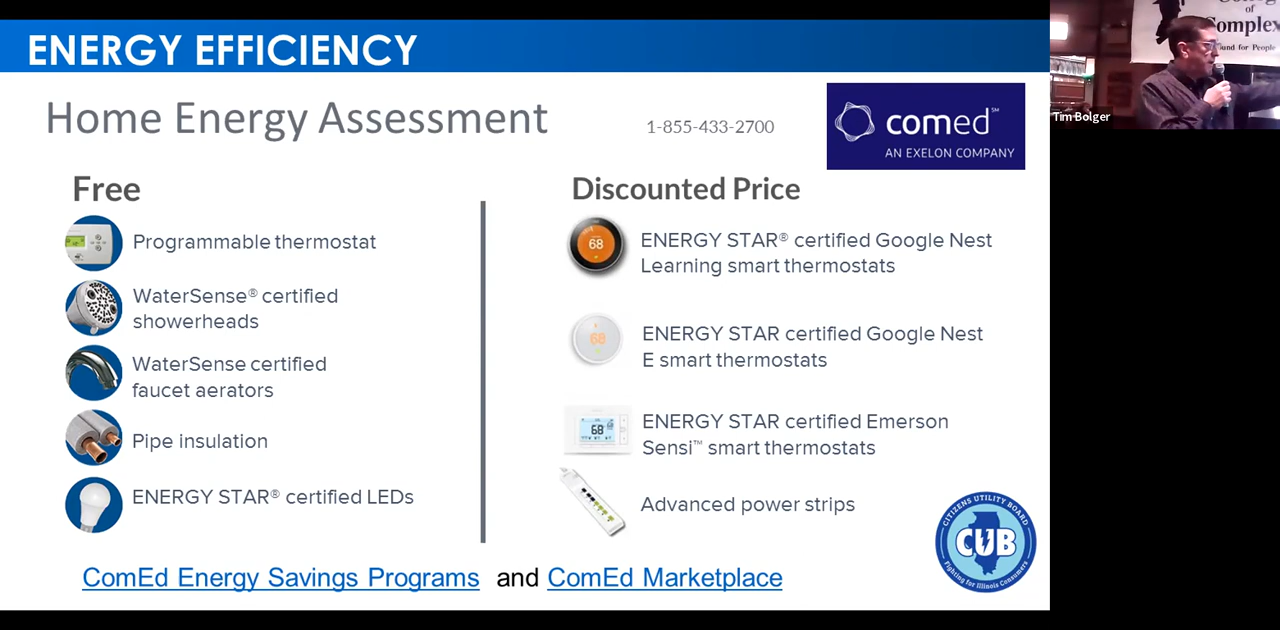 ENERGY EFFICIENCY
Home Energy Assessment
1-855-433-2700
comed℠
AN EXELON COMPANY
Free
Programmable thermostat
WaterSense® certified
showerheads
WaterSense certified
faucet aerators
Pipe insulation
ENERGY STAR® certified LEDs
Discounted Price
68
ENERGY STAR® certified Google Nest
Learning smart thermostats
68
ENERGY STAR certified Google Nest
E smart thermostats
68
ENERGY STAR certified Emerson
Sensi™ smart thermostats
Advanced power strips
ComEd Energy Savings Programs and ComEd Marketplace
CITIZENS UTILITY BOARD
CUB
Fighting for Illinois Consumers
of
Complex
for People
Tim Bolger